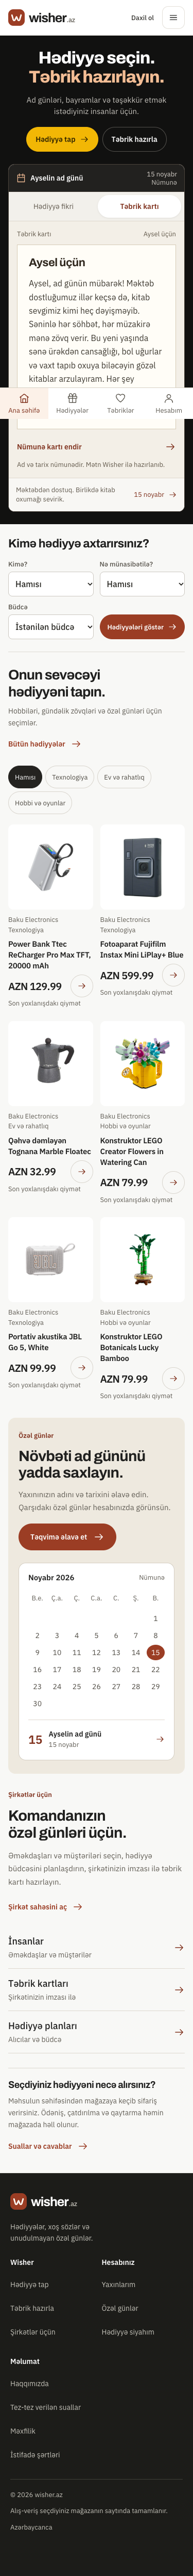 wisher.az
Daxil ol
Hədiyyə seçin.
Təbrik hazırlayın.
Ad günləri, bayramlar və təşəkkür etmək
istədiyiniz insanlar üçün.
Hədiyyə tap
Təbrik hazırla
Ayselin ad günü
15 noyabr
Nümunə
Hədiyyə fikri
Təbrik kartı
Təbrik kartı
Aysel üçün
Aysel üçün
Aysel, ad günün mübarək! Məktəb
dostluğumuz illər keçsə də, kitab
sevgimiz kimi heç dəyişməyib.
Səninlə hər söhbət, hər müzakirə
mənə zövq verir. Bu yeni yaşında
sənə ürəkdən cansağlığı, bol uğurlar
və vaxt tapıb oxuyacağın gözəl
kitablar arzulayıram. Hər şey
Ana səhifə
Hədiyyələr
Təbriklər
Hesabım
Nümunə kartı endir
Ad və tarix nümunədir. Mətn Wisher ilə hazırlanıb.
Məktəbdən dostuq. Birlikdə kitab
oxumağı sevirik.
15 noyabr
Kimə hədiyyə axtarırsınız?
Kimə?
Nə münasibətilə?
Hamısı
Hamısı
Büdcə
İstənilən büdcə
Hədiyyələri göstər
Onun sevəcəyi
hədiyyəni tapın.
Hobbiləri, gündəlik zövqləri və özəl günləri üçün
seçimlər.
Bütün hədiyyələr
Hamısı
Texnologiya
Ev və rahatlıq
Hobbi və oyunlar
Baku Electronics
Texnologiya
Power Bank Ttec
ReCharger Pro Max TFT,
20000 mAh
AZN 129.99
Son yoxlanışdakı qiymət
Baku Electronics
Texnologiya
Fotoaparat Fujifilm
Instax Mini LiPlay+ Blue
AZN 599.99
Son yoxlanışdakı qiymət
Baku Electronics
Ev və rahatlıq
Qəhvə dəmləyən
Tognana Marble Floatec
AZN 32.99
Son yoxlanışdakı qiymət
Baku Electronics
Hobbi və oyunlar
Konstruktor LEGO
Creator Flowers in
Watering Can
AZN 79.99
Son yoxlanışdakı qiymət
Baku Electronics
Texnologiya
Portativ akustika JBL
Go 5, White
AZN 99.99
Son yoxlanışdakı qiymət
Baku Electronics
Hobbi və oyunlar
Konstruktor LEGO
Botanicals Lucky
Bamboo
AZN 79.99
Son yoxlanışdakı qiymət
Özəl günlər
Növbəti ad gününü
yadda saxlayın.
Yaxınınızın adını və tarixini əlavə edin.
Qarşıdakı özəl günlər hesabınızda görünsün.
Təqvimə əlavə et
Noyabr 2026
Nümunə
B.e. Ç.a. Ç. C.a. C. Ş. B.
1
2 3 4 5 6 7 8
9 10 11 12 13 14 15
16 17 18 19 20 21 22
23 24 25 26 27 28 29
30
15
Ayselin ad günü
15 noyabr
Şirkətlər üçün
Komandanızın
özəl günləri üçün.
Əməkdaşları və müştəriləri seçin, hədiyyə
büdcəsini planlaşdırın, şirkətinizin imzası ilə təbrik
kartı hazırlayın.
Şirkət sahəsini aç
İnsanlar
Əməkdaşlar və müştərilər
Təbrik kartları
Şirkətinizin imzası ilə
Hədiyyə planları
Alıcılar və büdcə
Seçdiyiniz hədiyyəni necə alırsınız?
Məhsulun səhifəsindən mağazaya keçib sifariş
verirsiniz. Ödəniş, çatdırılma və qaytarma həmin
mağazada həll olunur.
Suallar və cavablar
wisher.az
Hədiyyələr, xoş sözlər və
unudulmayan özəl günlər.
Wisher
Hesabınız
Hədiyyə tap
Yaxınlarım
Təbrik hazırla
Özəl günlər
Şirkətlər üçün
Hədiyyə siyahım
Məlumat
Haqqımızda
Tez-tez verilən suallar
Məxfilik
İstifadə şərtləri
© 2026 wisher.az
Alış-veriş seçdiyiniz mağazanın saytında tamamlanır.
Azərbaycanca